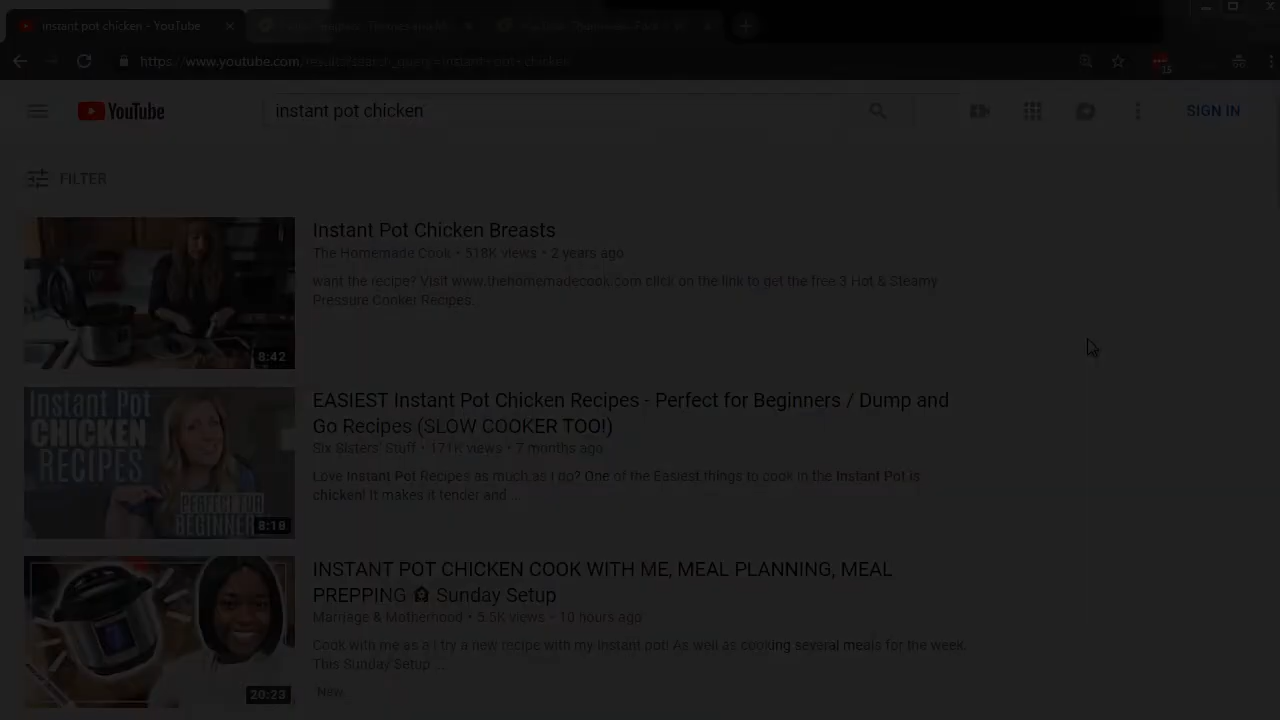 instant pot chicken - YouTube
https://www.youtube.com/results?search_query=instant+pot+chicken
15
YouTube
instant pot chicken
SIGN IN
FILTER
8:42
Instant Pot Chicken Breasts
The Homemade Cook • 518K views • 2 years ago
want the recipe? Visit www.thehomemadecook.com click on the link to get the free 3 Hot & Steamy
Pressure Cooker Recipes.
Instant Pot
CHICKEN
RECIPES
PERFECT FOR
BEGINNER
8:18
EASIEST Instant Pot Chicken Recipes - Perfect for Beginners / Dump and
Go Recipes (SLOW COOKER TOO!)
Six Sisters' Stuff • 171K views • 7 months ago
Love Instant Pot Recipes as much as I do? One of the Easiest things to cook in the Instant Pot is
chicken! It makes it tender and ...
20:23
INSTANT POT CHICKEN COOK WITH ME, MEAL PLANNING, MEAL
PREPPING 🏠 Sunday Setup
Marriage & Motherhood • 5.5K views • 10 hours ago
Cook with me as a I try a new recipe with my instant pot! As well as cooking several meals for the week.
This Sunday Setup ...
New